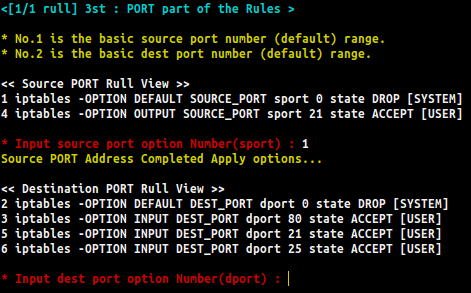 <[1/1 rull] 3st : PORT part of the Rules >
* No.1 is the basic source port number (default) range.
* No.2 is the basic dest port number (default) range.
<< Source PORT Rull View >>
1 iptables -OPTION DEFAULT SOURCE_PORT sport 0 state DROP [SYSTEM]
4 iptables -OPTION OUTPUT SOURCE_PORT sport 21 state ACCEPT [USER]
* Input source port option Number(sport) : 1
Source PORT Address Completed Apply options...
<< Destination PORT Rull View >>
2 iptables -OPTION DEFAULT DEST_PORT dport 0 state DROP [SYSTEM]
3 iptables -OPTION INPUT DEST_PORT dport 80 state ACCEPT [USER]
5 iptables -OPTION INPUT DEST_PORT dport 21 state ACCEPT [USER]
6 iptables -OPTION INPUT DEST_PORT dport 25 state ACCEPT [USER]
* Input dest port option Number(dport) :